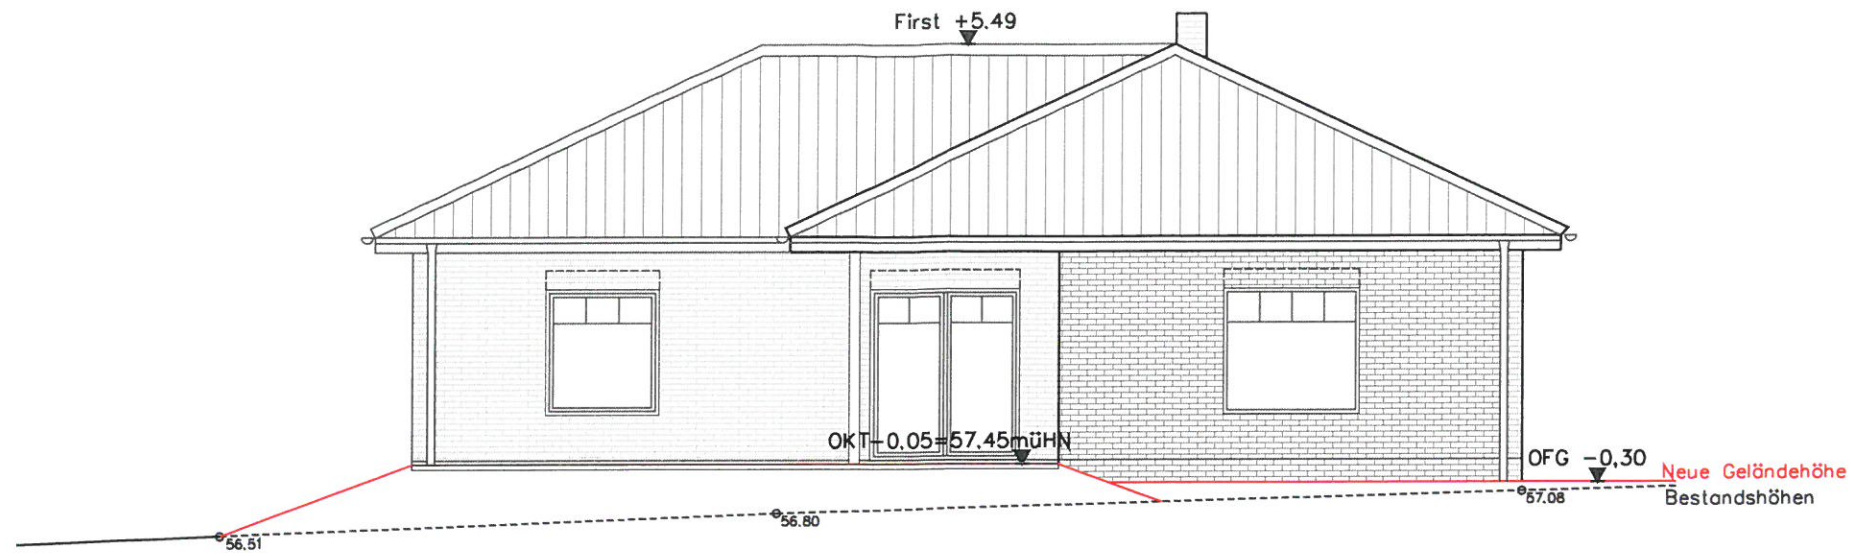 First +5.49
OKT-0.05=57.45müHN
OFG -0,30
Neue Geländehöhe
Bestandshöhen
57.08
56.80
56.51